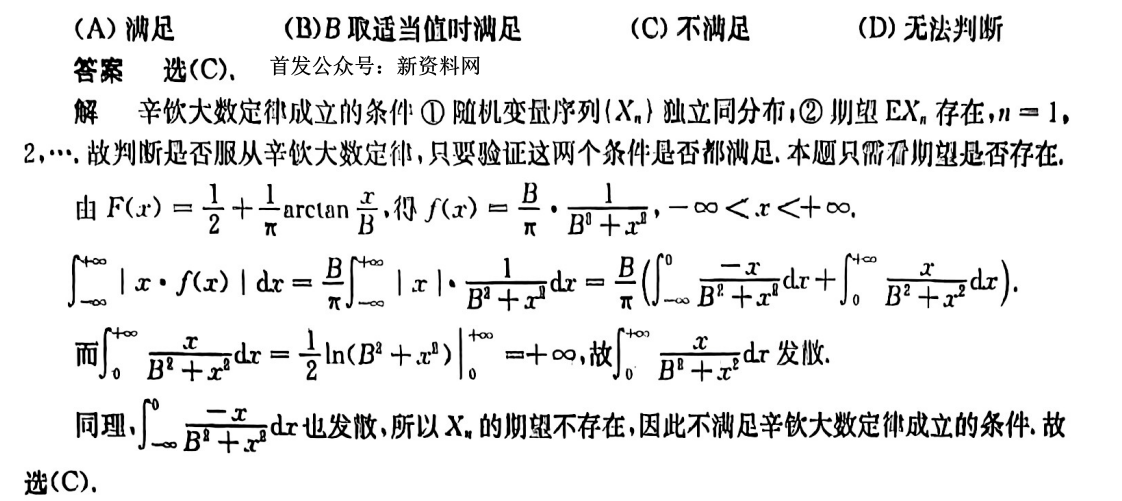 (A) 满足 (B)B 取适当值时满足 (C) 不满足 (D) 无法判断
答案 选(C). 首发公众号：新资料网
解 辛钦大数定律成立的条件 ① 随机变量序列{Xₙ} 独立同分布;② 期望 EXₙ 存在,n = 1,
2,⋯. 故判断是否服从辛钦大数定律,只要验证这两个条件是否都满足. 本题只需看期望是否存在.
由 F(x) = 1/2 + 1/π arctan x/B ,得 f(x) = B/π · 1/(B² + x²), −∞ < x < +∞.
∫₋∞^+∞ | x · f(x) | dx = B/π ∫₋∞^+∞ | x | · 1/(B² + x²) dx = B/π (∫₋∞^0 −x/(B² + x²) dx + ∫₀^+∞ x/(B² + x²) dx).
而∫₀^+∞ x/(B² + x²) dx = 1/2 ln(B² + x²) |₀^+∞ = +∞,故∫₀^+∞ x/(B² + x²) dx 发散.
同理,∫₋∞^0 −x/(B² + x²) dx 也发散,所以 Xₙ 的期望不存在,因此不满足辛钦大数定律成立的条件. 故
选(C).